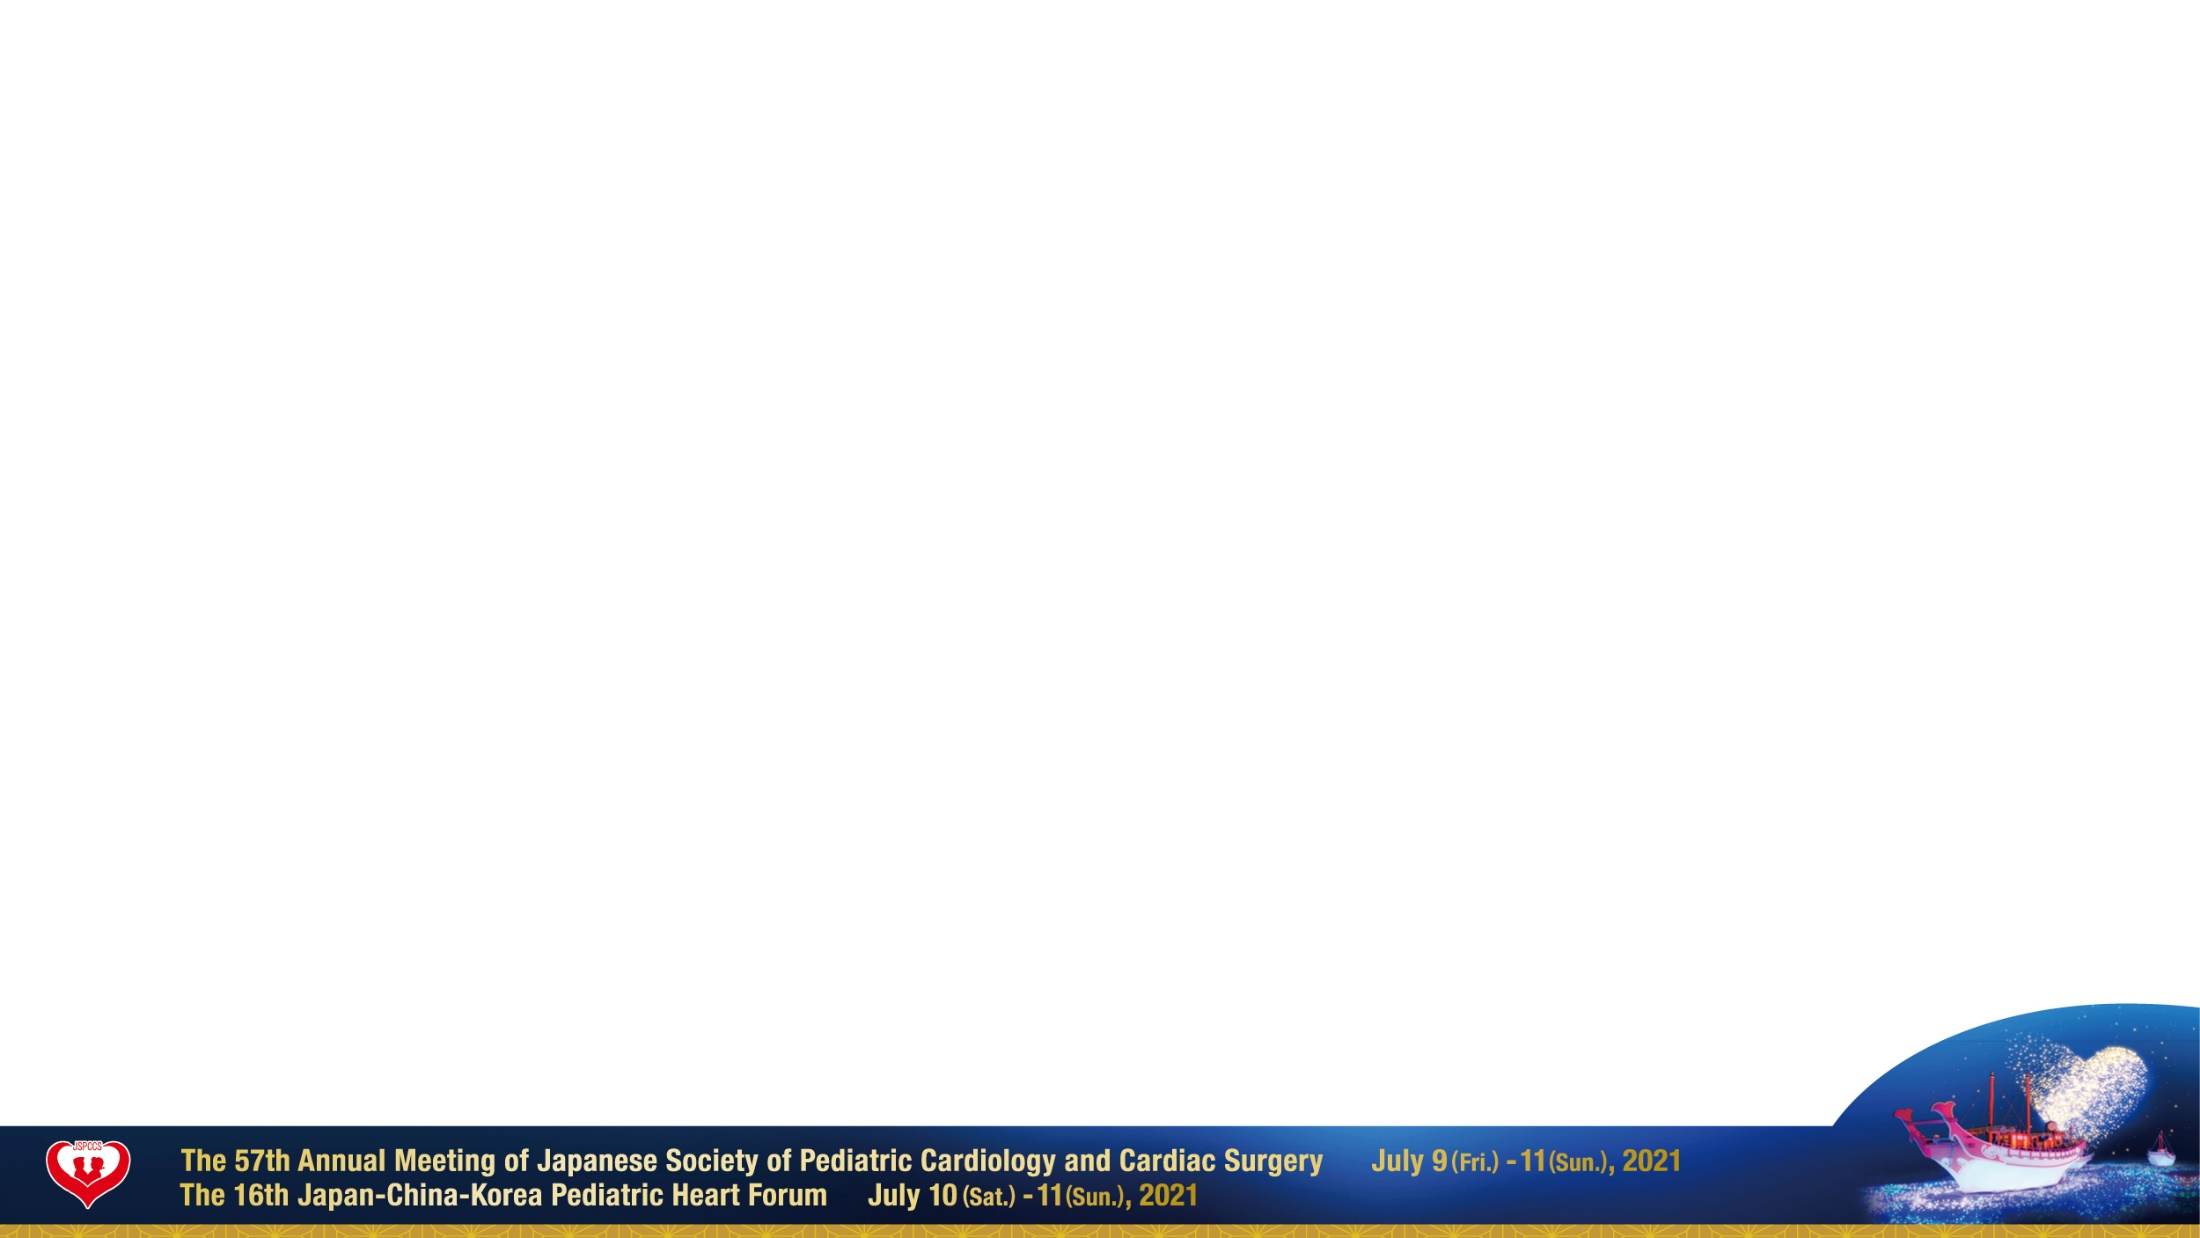 JSPCCS
The 57th Annual Meeting of Japanese Society of Pediatric Cardiology and Cardiac Surgery July 9 (Fri.) - 11 (Sun.), 2021
The 16th Japan-China-Korea Pediatric Heart Forum July 10 (Sat.) - 11 (Sun.), 2021